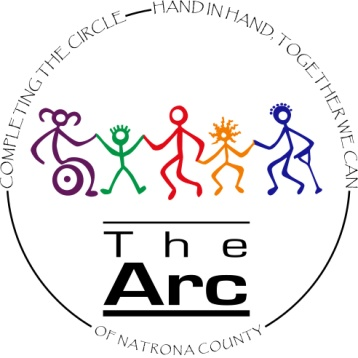 COMPLETING THE CIRCLE — HAND IN HAND, TOGETHER WE CAN
The
Arc
OF NATRONA COUNTY